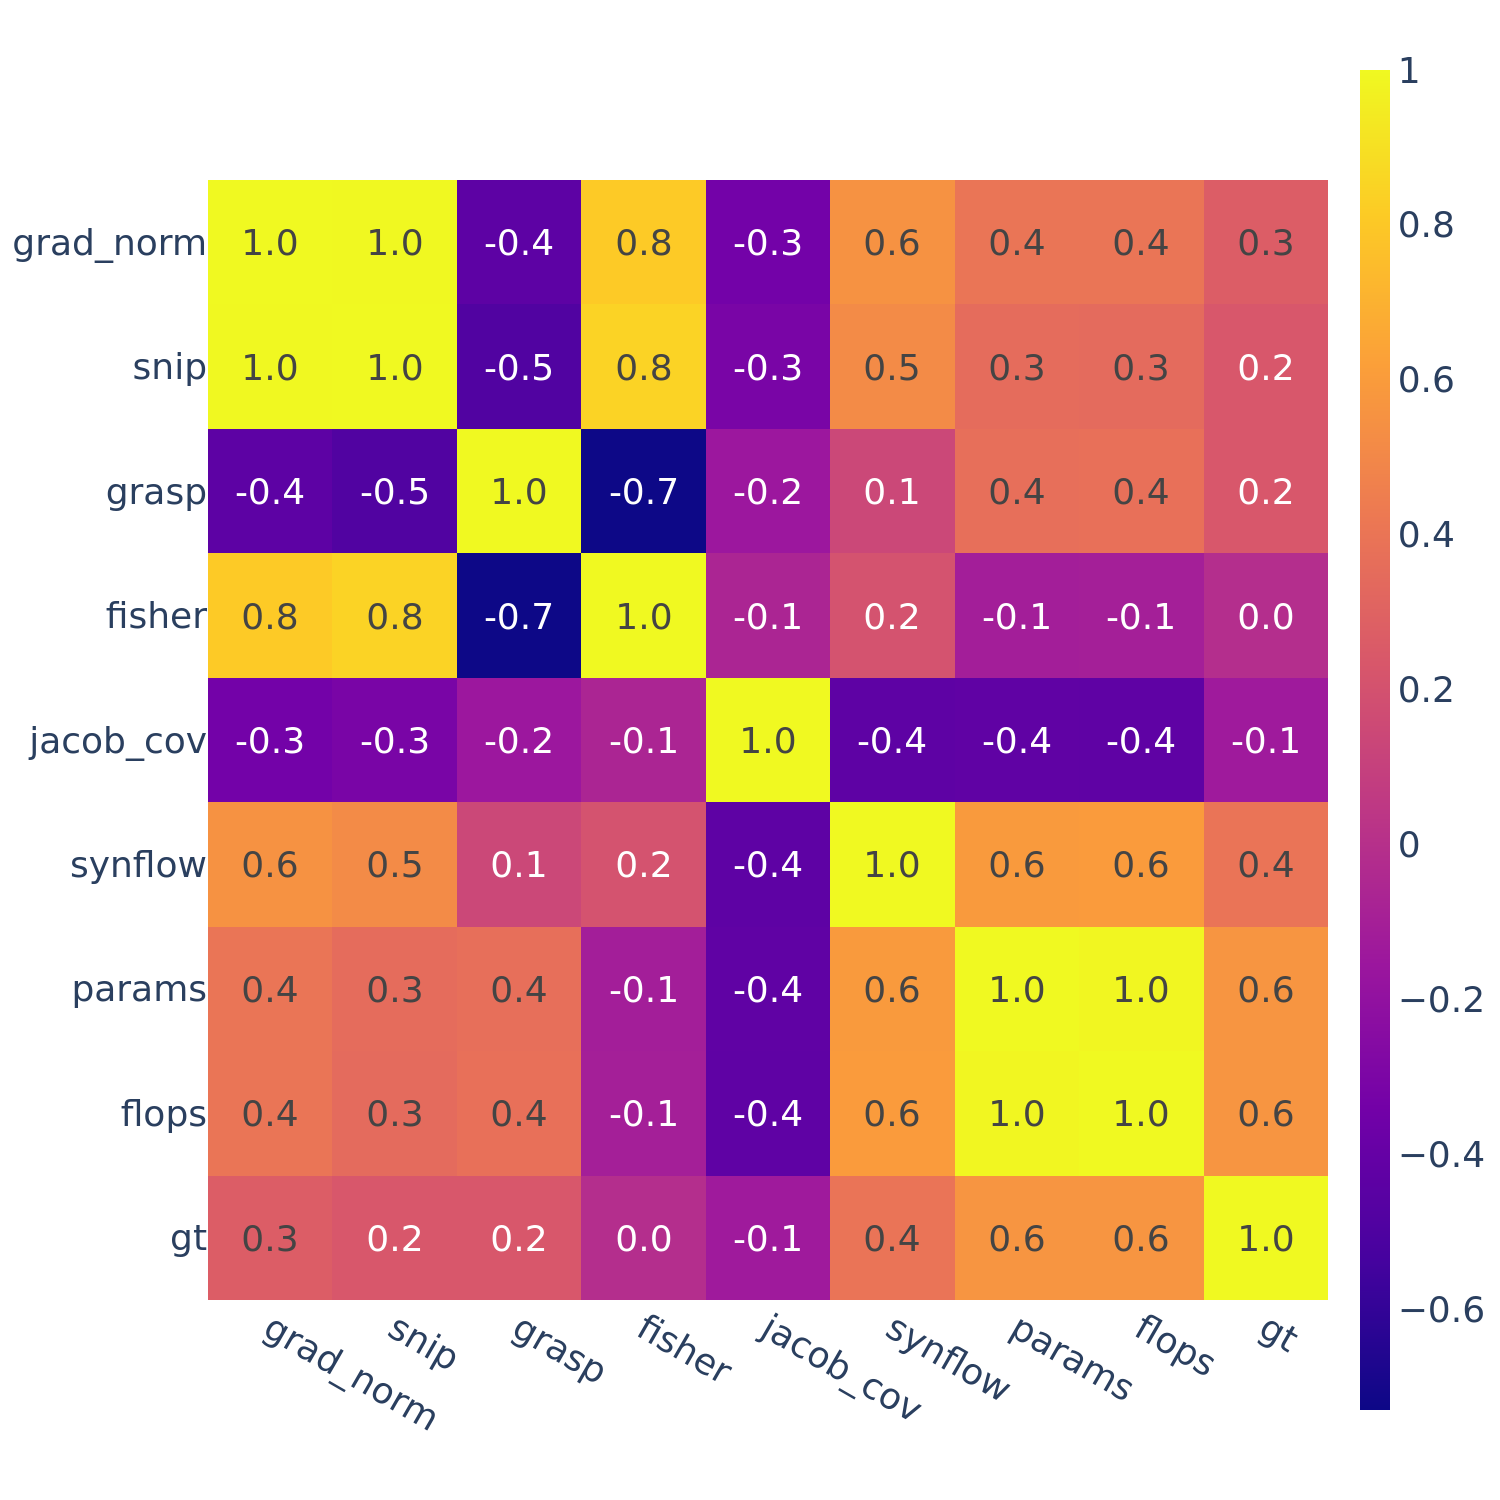 1
grad_norm 1.0 1.0 -0.4 0.8 -0.3 0.6 0.4 0.4 0.3
0.8
snip 1.0 1.0 -0.5 0.8 -0.3 0.5 0.3 0.3 0.2
0.6
grasp -0.4 -0.5 1.0 -0.7 -0.2 0.1 0.4 0.4 0.2
0.4
fisher 0.8 0.8 -0.7 1.0 -0.1 0.2 -0.1 -0.1 0.0
0.2
jacob_cov -0.3 -0.3 -0.2 -0.1 1.0 -0.4 -0.4 -0.4 -0.1
0
synflow 0.6 0.5 0.1 0.2 -0.4 1.0 0.6 0.6 0.4
params 0.4 0.3 0.4 -0.1 -0.4 0.6 1.0 1.0 0.6
−0.2
flops 0.4 0.3 0.4 -0.1 -0.4 0.6 1.0 1.0 0.6
−0.4
gt 0.3 0.2 0.2 0.0 -0.1 0.4 0.6 0.6 1.0
−0.6
grad_norm snip grasp fisher jacob_cov synflow params flops gt